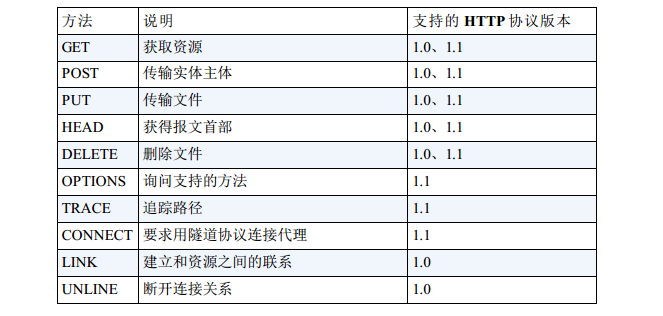 方法 说明 支持的 HTTP 协议版本
GET 获取资源 1.0、1.1
POST 传输实体主体 1.0、1.1
PUT 传输文件 1.0、1.1
HEAD 获得报文首部 1.0、1.1
DELETE 删除文件 1.0、1.1
OPTIONS 询问支持的方法 1.1
TRACE 追踪路径 1.1
CONNECT 要求用隧道协议连接代理 1.1
LINK 建立和资源之间的联系 1.0
UNLINE 断开连接关系 1.0